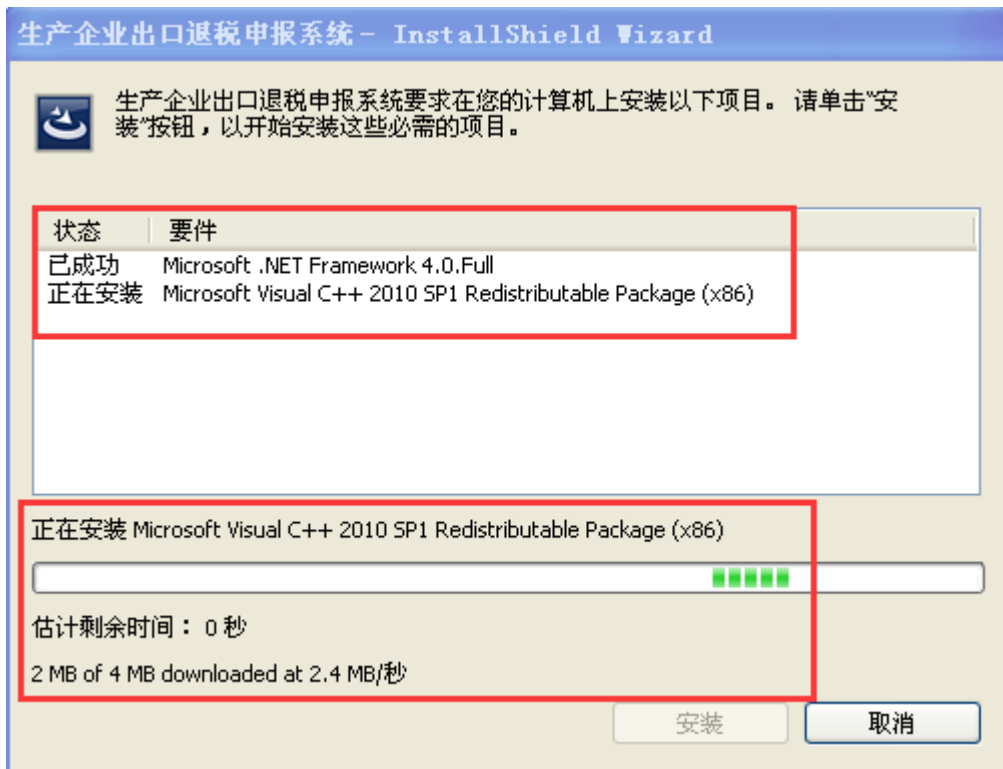 生产企业出口退税申报系统 - InstallShield Wizard
生产企业出口退税申报系统要求在您的计算机上安装以下项目。 请单击"安
装"按钮，以开始安装这些必需的项目。
状态 要件
已成功 Microsoft .NET Framework 4.0.Full
正在安装 Microsoft Visual C++ 2010 SP1 Redistributable Package (x86)
正在安装 Microsoft Visual C++ 2010 SP1 Redistributable Package (x86)
估计剩余时间： 0 秒
2 MB of 4 MB downloaded at 2.4 MB/秒
安装 取消